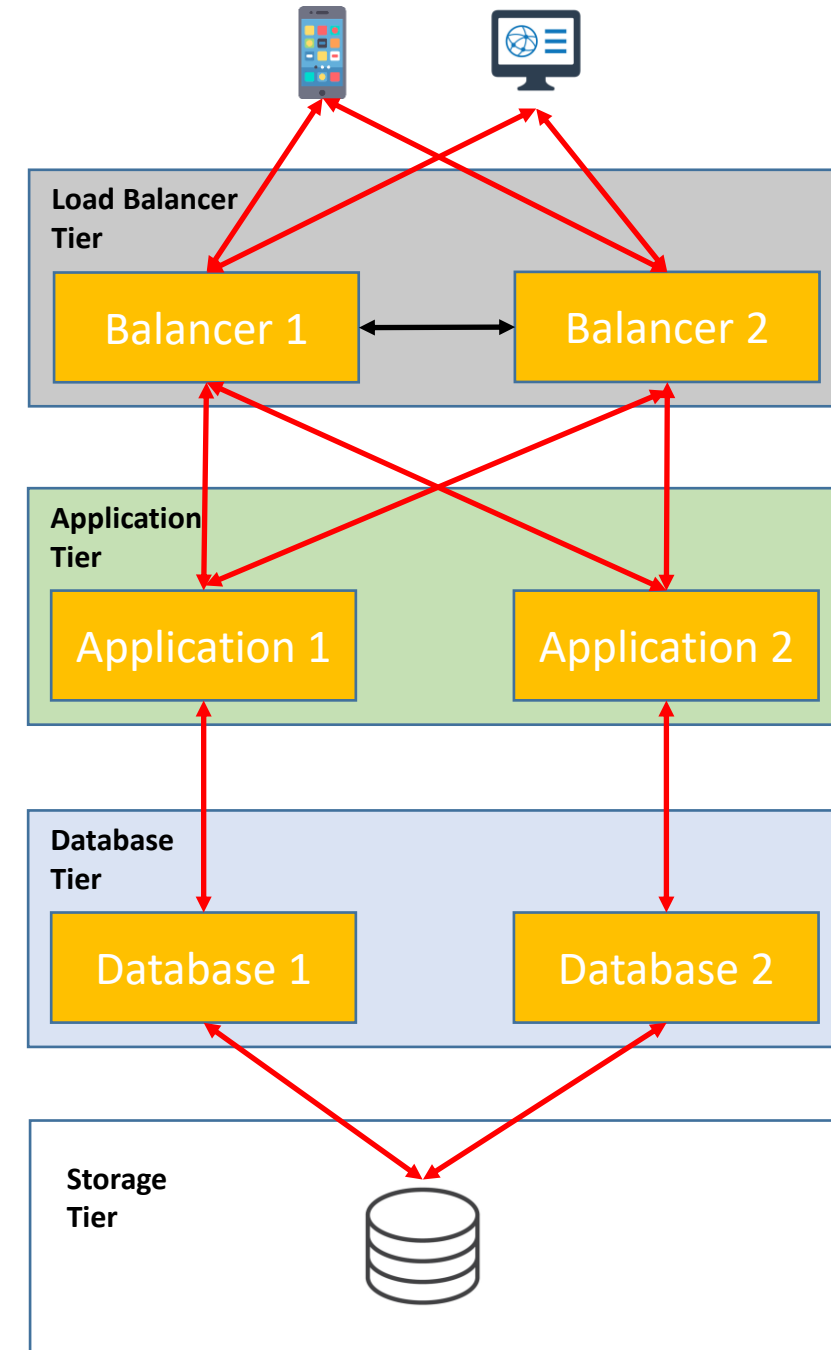 Load Balancer
Tier
Balancer 1
Balancer 2
Application
Tier
Application 1
Application 2
Database
Tier
Database 1
Database 2
Storage
Tier